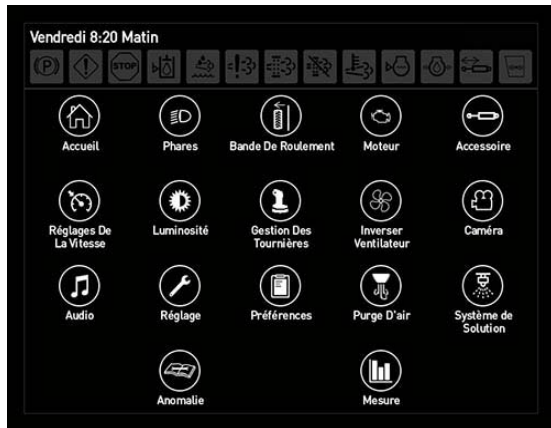 Vendredi 8:20 Matin
(P) STOP
Accueil Phares Bande De Roulement Moteur Accessoire
Réglages De La Vitesse Luminosité Gestion Des Tournières Inverser Ventilateur Caméra
Audio Réglage Préférences Purge D'air Système de Solution
Anomalie Mesure